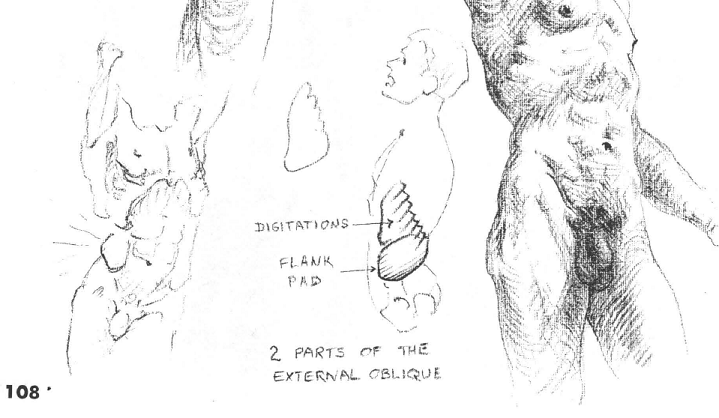 DIGITATIONS
FLANK
PAD
2 PARTS OF THE
EXTERNAL OBLIQUE
108